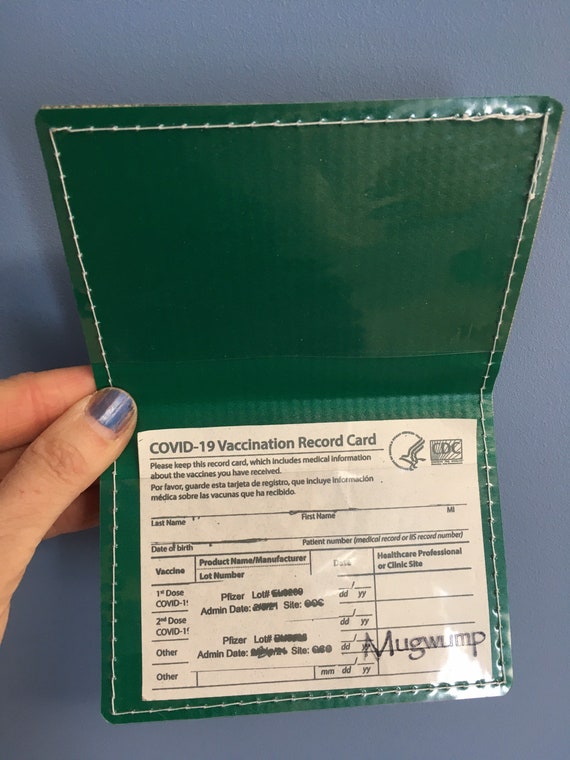 COVID-19 Vaccination Record Card
CDC
Please keep this record card, which includes medical information
about the vaccines you have received.
Por favor, guarde esta tarjeta de registro, que incluye información
médica sobre las vacunas que ha recibido.
Last Name First Name MI
Date of birth Patient number (medical record or IIS record number)
Vaccine Product Name/Manufacturer Date Healthcare Professional
Lot Number or Clinic Site
1st Dose
COVID-1
Pfizer Lot#
Admin Date: Site:
dd yy
2nd Dose
COVID-1
dd yy
Other
Pfizer Lot#
Admin Date: Site:
dd yy
Mugwump
Other mm dd yy